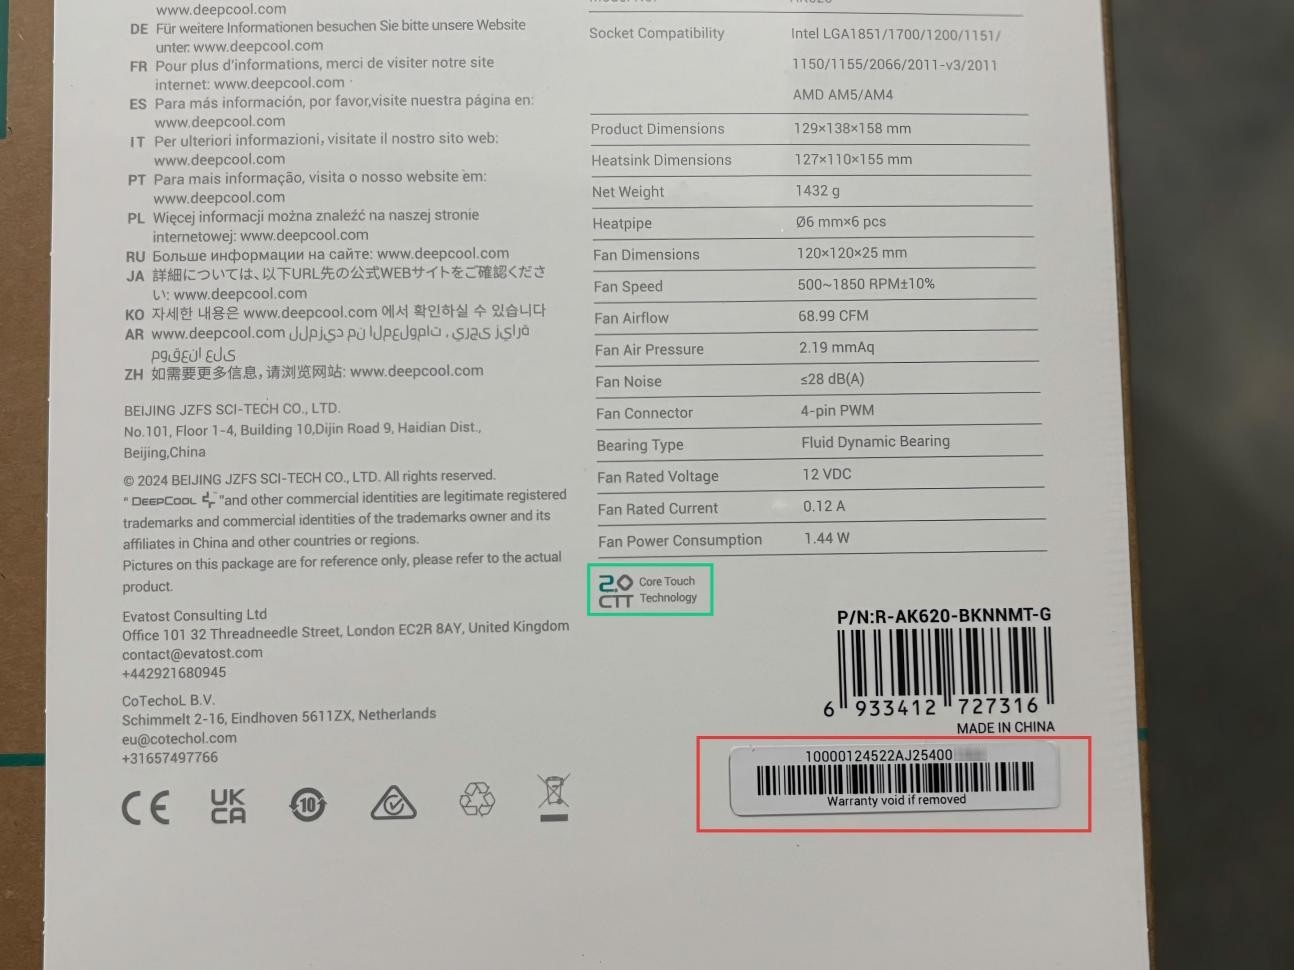 www.deepcool.com
DE Für weitere Informationen besuchen Sie bitte unsere Website
unter: www.deepcool.com
FR Pour plus d'informations, merci de visiter notre site
internet: www.deepcool.com
ES Para más información, por favor,visite nuestra página en:
www.deepcool.com
IT Per ulteriori informazioni, visitate il nostro sito web:
www.deepcool.com
PT Para mais informação, visita o nosso website em:
www.deepcool.com
PL Więcej informacji można znaleźć na naszej stronie
internetowej: www.deepcool.com
RU Больше информации на сайте: www.deepcool.com
JA 詳細については、以下URL先の公式WEBサイトをご確認くださ
い: www.deepcool.com
KO 자세한 내용은 www.deepcool.com 에서 확인하실 수 있습니다
AR www.deepcool.com
ZH 如需要更多信息，请浏览网站: www.deepcool.com
BEIJING JZFS SCI-TECH CO., LTD.
No.101, Floor 1-4, Building 10,Dijin Road 9, Haidian Dist.,
Beijing,China
© 2024 BEIJING JZFS SCI-TECH CO., LTD. All rights reserved.
" DEEPCOOL "and other commercial identities are legitimate registered
trademarks and commercial identities of the trademarks owner and its
affiliates in China and other countries or regions.
Pictures on this package are for reference only, please refer to the actual
product.
Evatost Consulting Ltd
Office 101 32 Threadneedle Street, London EC2R 8AY, United Kingdom
contact@evatost.com
+442921680945
CoTechoL B.V.
Schimmelt 2-16, Eindhoven 5611ZX, Netherlands
eu@cotechol.com
+31657497766
CE UK
CA 10
Socket Compatibility Intel LGA1851/1700/1200/1151/
1150/1155/2066/2011-v3/2011
AMD AM5/AM4
Product Dimensions 129×138×158 mm
Heatsink Dimensions 127×110×155 mm
Net Weight 1432 g
Heatpipe Ø6 mm×6 pcs
Fan Dimensions 120×120×25 mm
Fan Speed 500~1850 RPM±10%
Fan Airflow 68.99 CFM
Fan Air Pressure 2.19 mmAq
Fan Noise ≤28 dB(A)
Fan Connector 4-pin PWM
Bearing Type Fluid Dynamic Bearing
Fan Rated Voltage 12 VDC
Fan Rated Current 0.12 A
Fan Power Consumption 1.44 W
2.0 Core Touch
CTT Technology
P/N:R-AK620-BKNNMT-G
6 933412 727316
MADE IN CHINA
10000124522AJ25400
Warranty void if removed